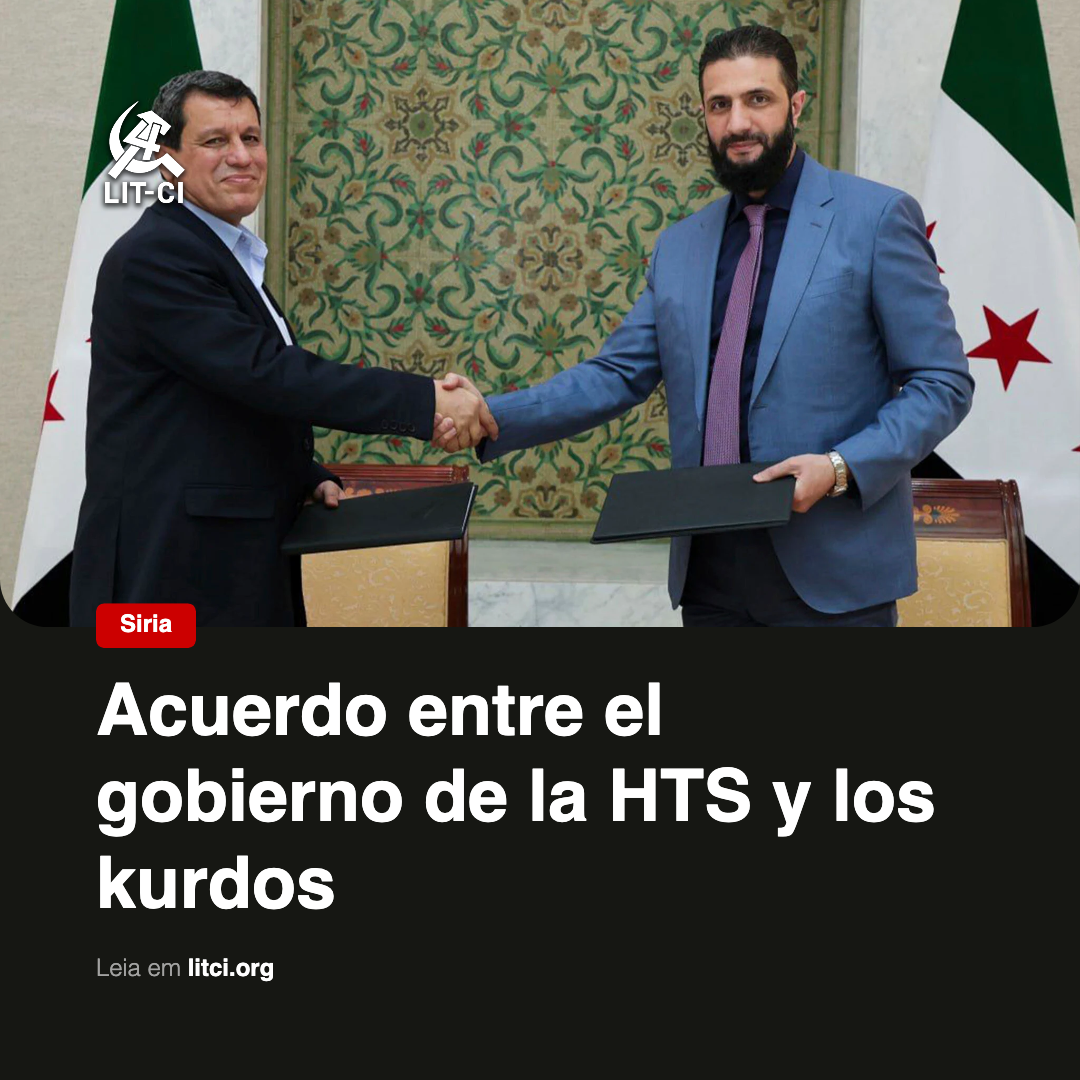 LIT-CI
Siria
Acuerdo entre el
gobierno de la HTS y los
kurdos
Leia em litci.org